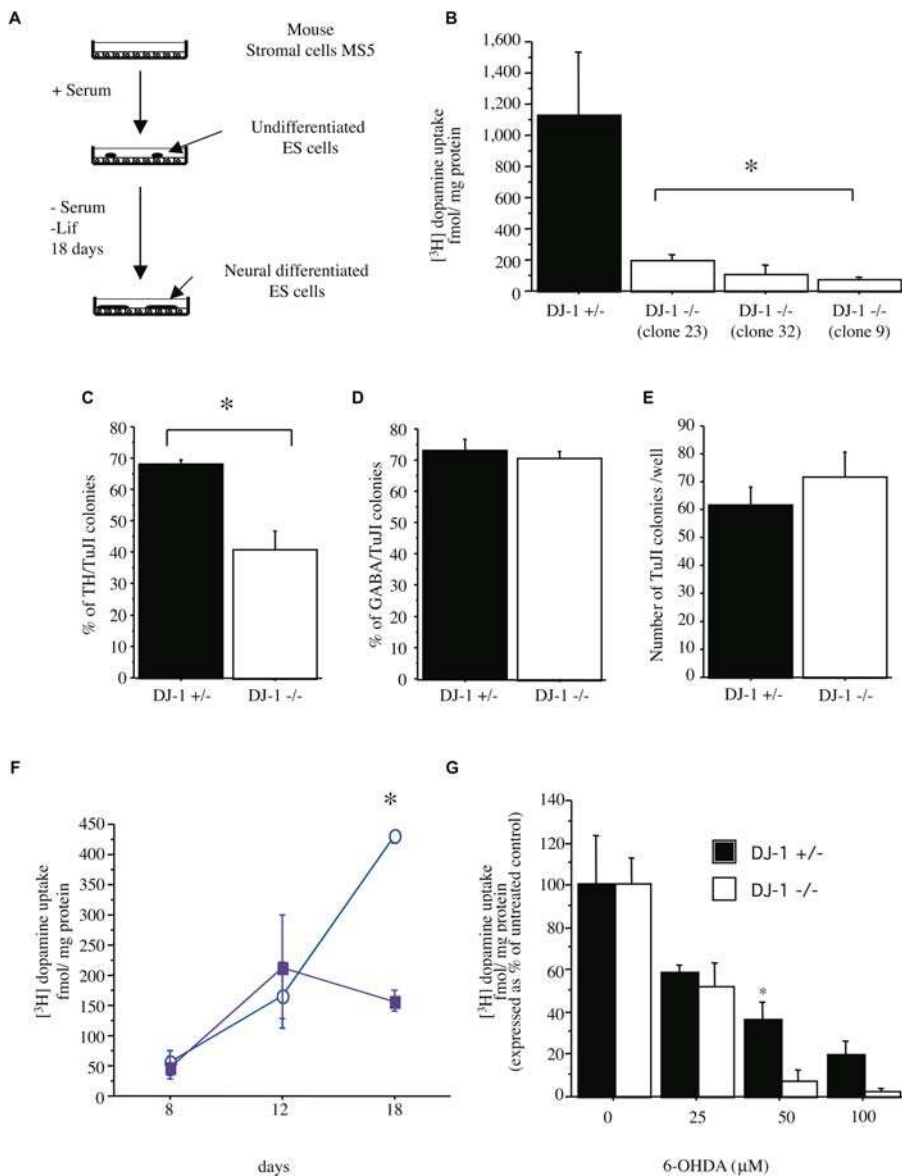 A
Mouse
Stromal cells MS5
+ Serum
Undifferentiated
ES cells
- Serum
-Lif
18 days
Neural differentiated
ES cells
B
[³H] dopamine uptake
fmol/ mg protein
1,600
1,400
1,200
1,000
800
600
400
200
0
*
DJ-1 +/-
DJ-1 -/-
(clone 23)
DJ-1 -/-
(clone 32)
DJ-1 -/-
(clone 9)
C
% of TH/TuJI colonies
80
70
60
50
40
30
20
10
0
*
DJ-1 +/-
DJ-1 -/-
D
% of GABA/TuJI colonies
80
70
60
50
40
30
20
10
0
DJ-1 +/-
DJ-1 -/-
E
Number of TuJI colonies /well
90
80
70
60
50
40
30
20
10
0
DJ-1 +/-
DJ-1 -/-
F
[³H] dopamine uptake
fmol/ mg protein
450
400
350
300
250
200
150
100
50
0
*
8
12
18
days
G
[³H] dopamine uptake
fmol/ mg protein
(expressed as % of untreated control)
140
120
100
80
60
40
20
0
DJ-1 +/-
DJ-1 -/-
*
0
25
50
100
6-OHDA (µM)